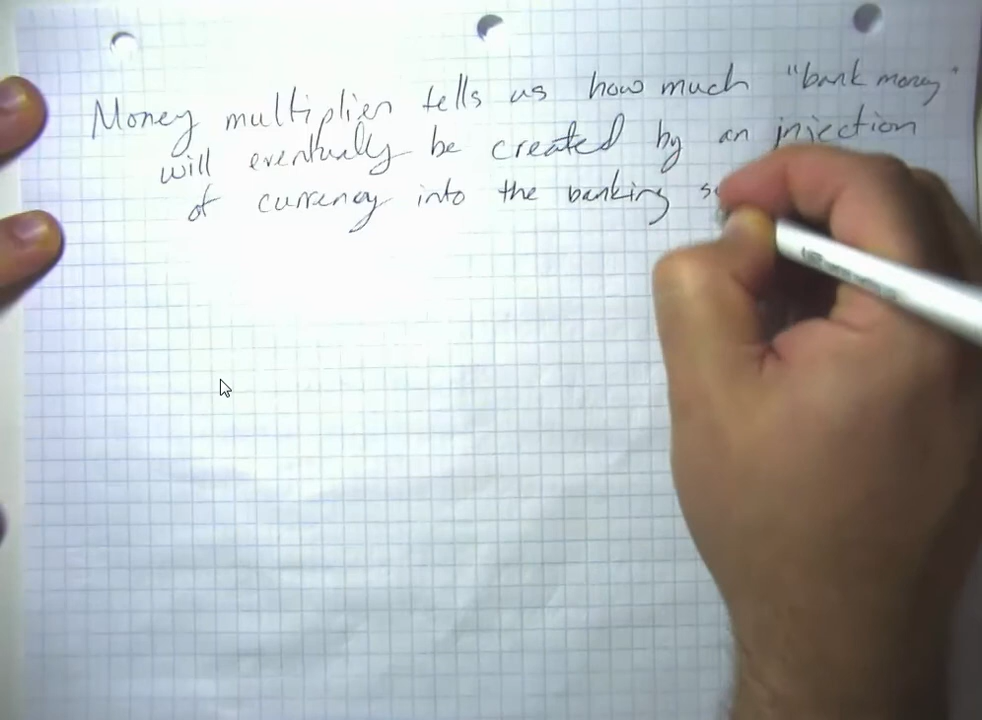 Money multiplier tells us how much "bank money"
will eventually be created by an injection
of currency into the banking s